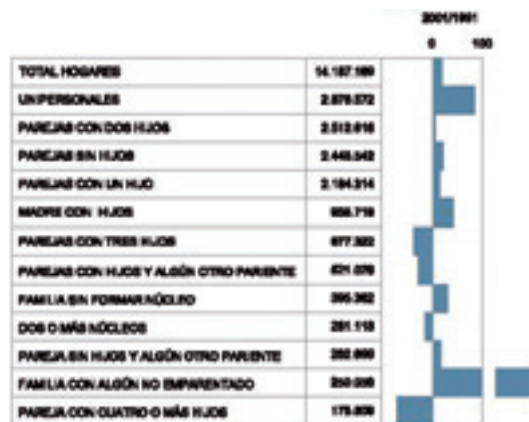 2001/1991
0 100
TOTAL HOGARES 14.187.169
UNIPERSONALES 2.876.572
PAREJAS CON DOS HIJOS 2.512.616
PAREJAS SIN HIJOS 2.448.542
PAREJAS CON UN HIJO 2.184.314
MADRE CON HIJOS
PAREJAS CON TRES HIJOS 677.322
PAREJAS CON HIJOS Y ALGÚN OTRO PARIENTE
FAMILIA SIN FORMAR NÚCLEO
DOS O MÁS NÚCLEOS
PAREJA SIN HIJOS Y ALGÚN OTRO PARIENTE
FAMILIA CON ALGÚN NO EMPARENTADO
PAREJA CON CUATRO O MÁS HIJOS